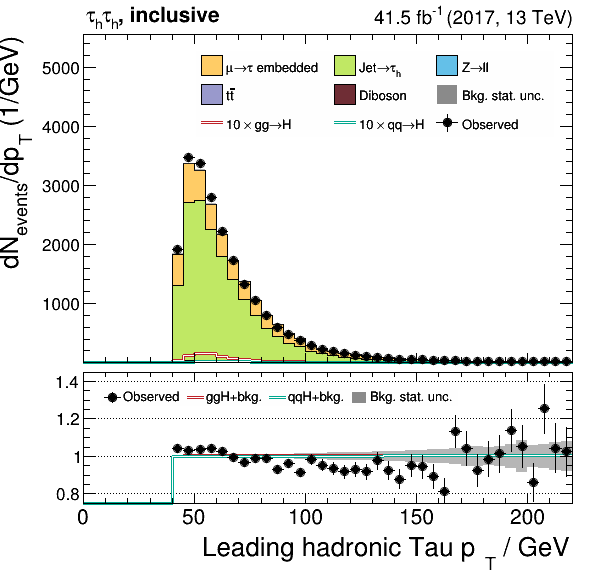 τhτh, inclusive 41.5 fb-1 (2017, 13 TeV)
dNevents/dpT (1/GeV)
5000
4000
3000
2000
1000
μ→τ embedded Jet→τh Z→ll
tt̄ Diboson Bkg. stat. unc.
10 × gg→H 10 × qq→H Observed
1.4
1.2
1
0.8
Observed ggH+bkg. qqH+bkg. Bkg. stat. unc.
0 50 100 150 200
Leading hadronic Tau p T / GeV